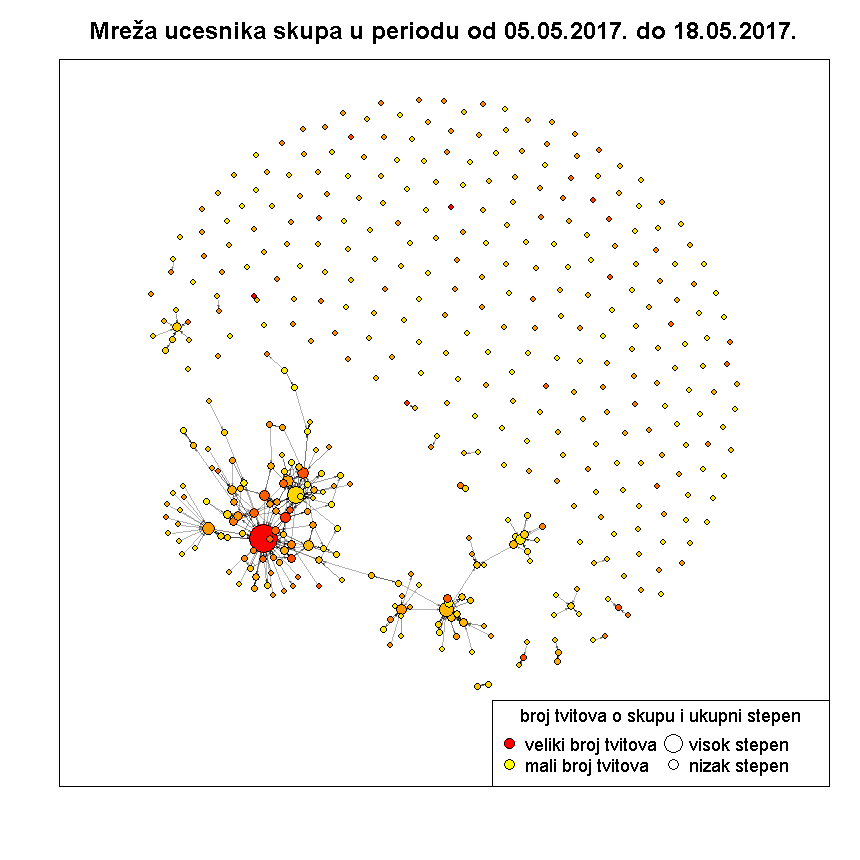 Mreža ucesnika skupa u periodu od 05.05.2017. do 18.05.2017.
broj tvitova o skupu i ukupni stepen
veliki broj tvitova visok stepen
mali broj tvitova nizak stepen